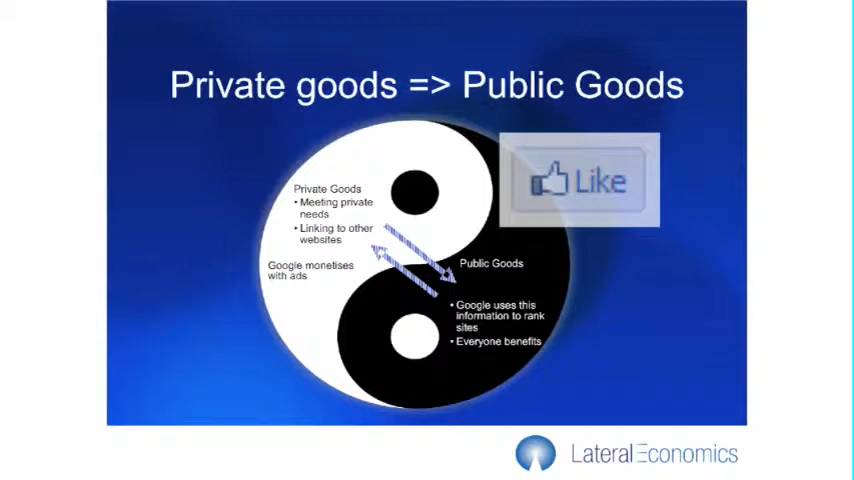 Private goods => Public Goods
Like
Private Goods
• Meeting private
needs
• Linking to other
websites
Google monetises
with ads
Public Goods
• Google uses this
information to rank
sites
• Everyone benefits
LateralEconomics